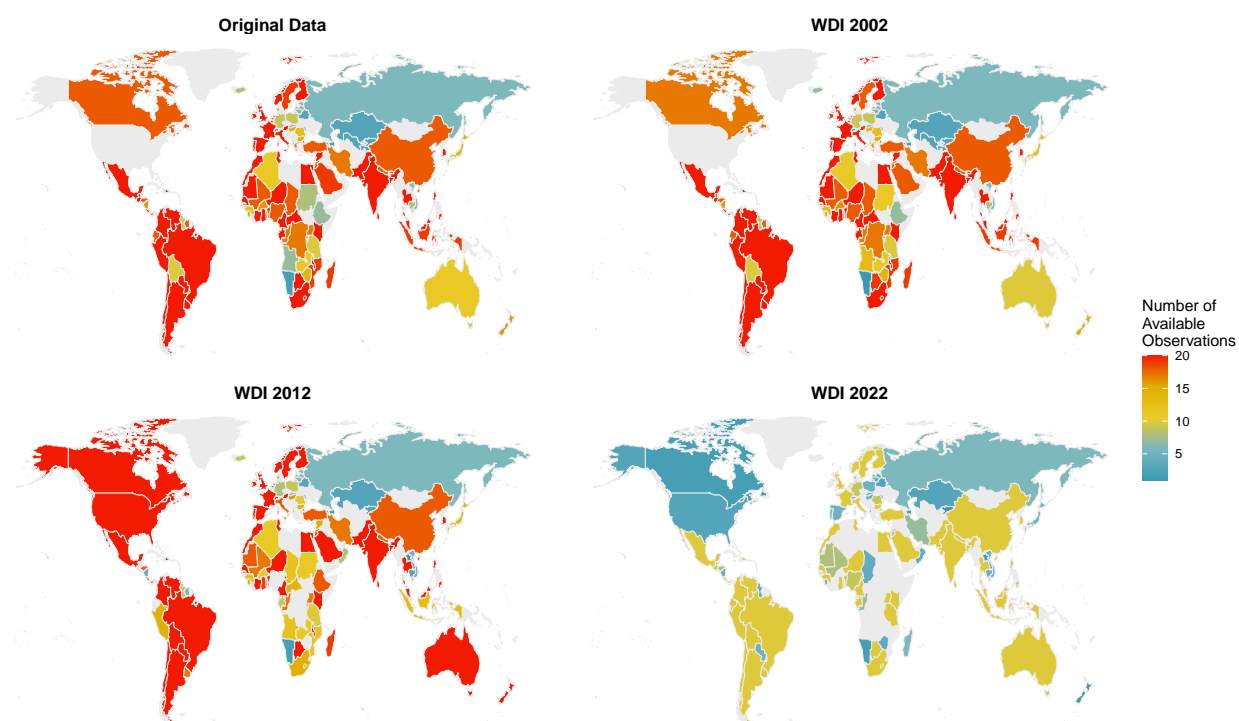 Original Data
WDI 2002
WDI 2012
WDI 2022
Number of
Available
Observations
20
15
10
5